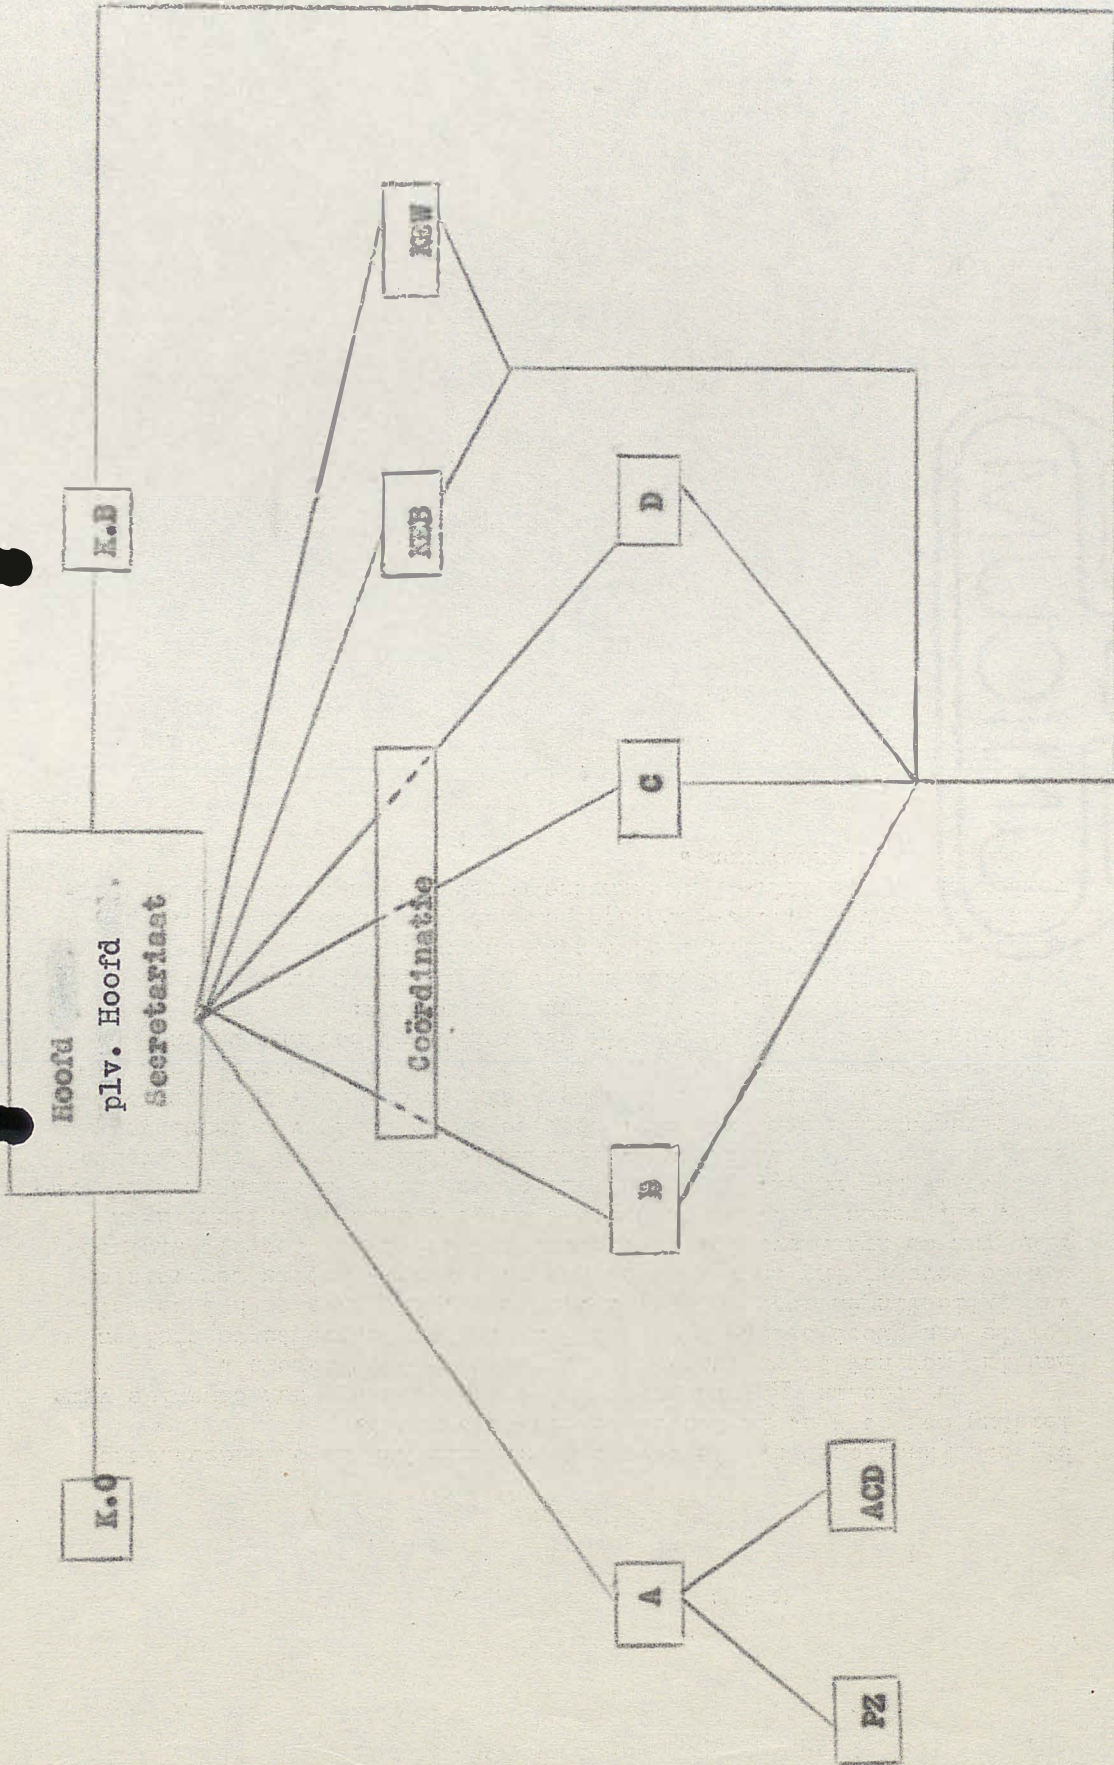 K.O
Hoofd
plv. Hoofd
Secretariaat
K.B
Coördinatie
KEB
KEW
A
B
C
D
PZ
ACD